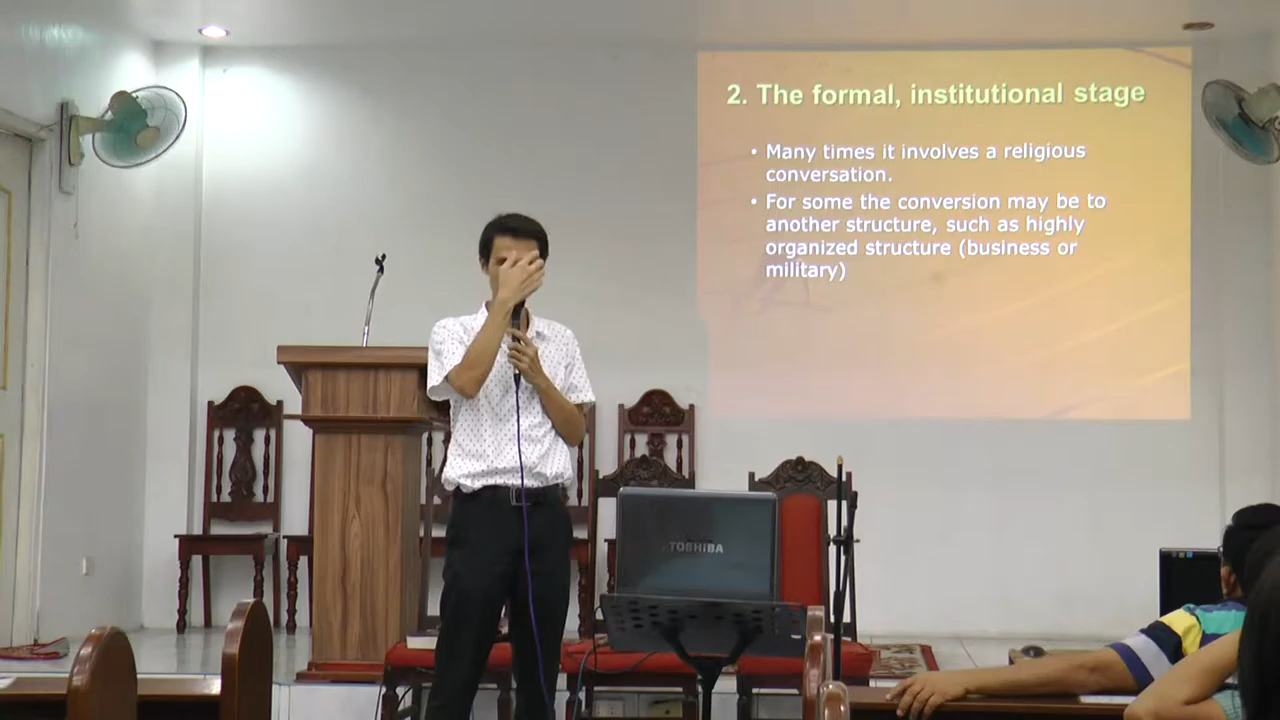 2. The formal, institutional stage
• Many times it involves a religious
conversation.
• For some the conversion may be to
another structure, such as highly
organized structure (business or
military)
TOSHIBA